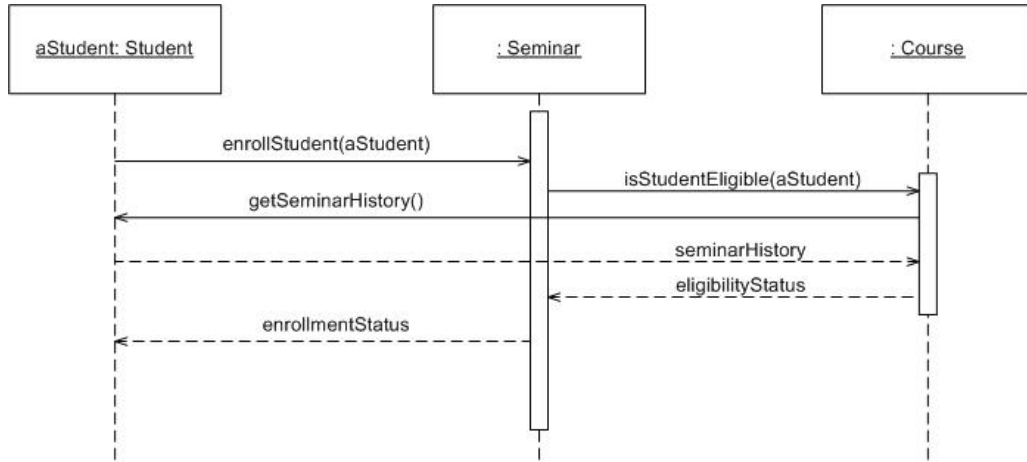 aStudent: Student
: Seminar
: Course
enrollStudent(aStudent)
isStudentEligible(aStudent)
getSeminarHistory()
seminarHistory
eligibilityStatus
enrollmentStatus